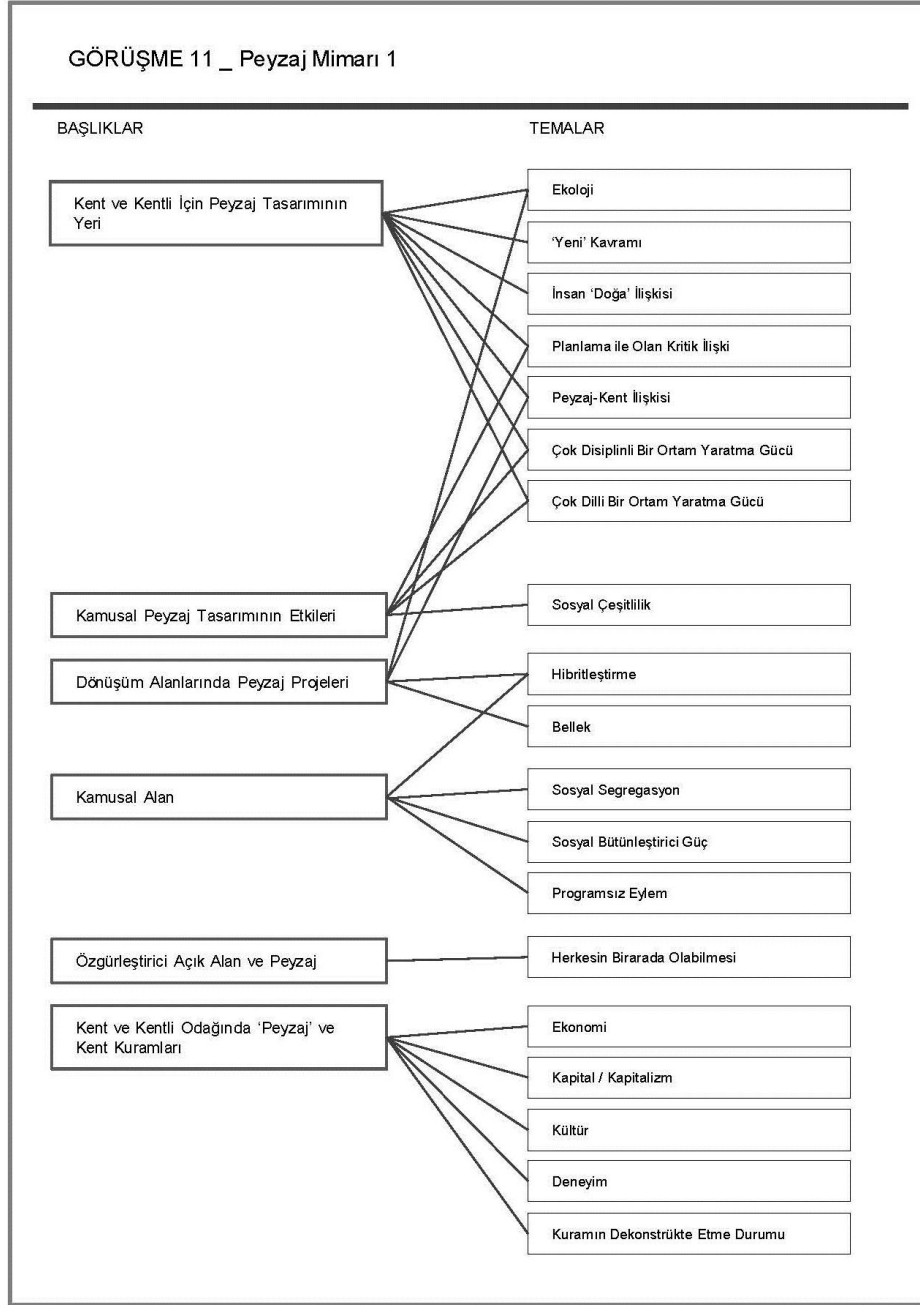 GÖRÜŞME 11 _ Peyzaj Mimarı 1
BAŞLIKLAR
TEMALAR
Kent ve Kentli İçin Peyzaj Tasarımının
Yeri
Ekoloji
‘Yeni’ Kavramı
İnsan ‘Doğa’ İlişkisi
Planlama ile Olan Kritik İlişki
Peyzaj-Kent İlişkisi
Çok Disiplinli Bir Ortam Yaratma Gücü
Çok Dilli Bir Ortam Yaratma Gücü
Kamusal Peyzaj Tasarımının Etkileri
Sosyal Çeşitlilik
Dönüşüm Alanlarında Peyzaj Projeleri
Hibritleştirme
Bellek
Kamusal Alan
Sosyal Segregasyon
Sosyal Bütünleştirici Güç
Programsız Eylem
Özgürleştirici Açık Alan ve Peyzaj
Herkesin Birarada Olabilmesi
Kent ve Kentli Odağında ‘Peyzaj’ ve
Kent Kuramları
Ekonomi
Kapital / Kapitalizm
Kültür
Deneyim
Kuramın Dekonstrükte Etme Durumu